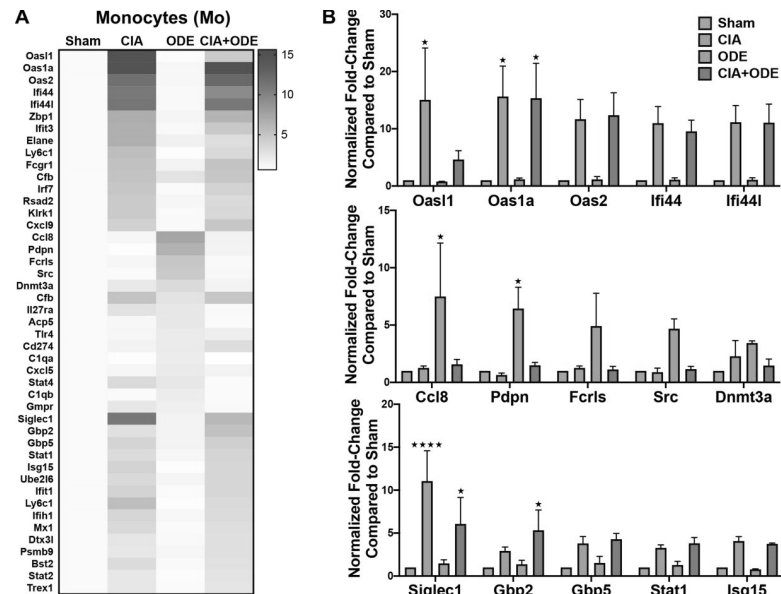 A
Monocytes (Mo)
Sham CIA ODE CIA+ODE
Oasl1
Oas1a
Oas2
Ifi44
Ifi44l
Zbp1
Ifit3
Elane
Ly6c1
Fcgr1
Cfb
Irf7
Rsad2
Klrk1
Cxcl9
Ccl8
Pdpn
Fcrls
Src
Dnmt3a
Cfb
Il27ra
Acp5
Tlr4
Cd274
C1qa
Cxcl5
Stat4
C1qb
Gmpr
Siglec1
Gbp2
Gbp5
Stat1
Isg15
Ube2l6
Ifit1
Ly6c1
Ifih1
Mx1
Dtx3l
Psmb9
Bst2
Stat2
Trex1
15
10
5
B
Normalized Fold-Change
Compared to Sham
30
20
10
0
★ ★ ★
Oasl1 Oas1a Oas2 Ifi44 Ifi44l
Sham
CIA
ODE
CIA+ODE
Normalized Fold-Change
Compared to Sham
15
10
5
0
★ ★
Ccl8 Pdpn Fcrls Src Dnmt3a
Normalized Fold-Change
Compared to Sham
20
15
10
5
0
★★★★ ★ ★
Siglec1 Gbp2 Gbp5 Stat1 Isg15